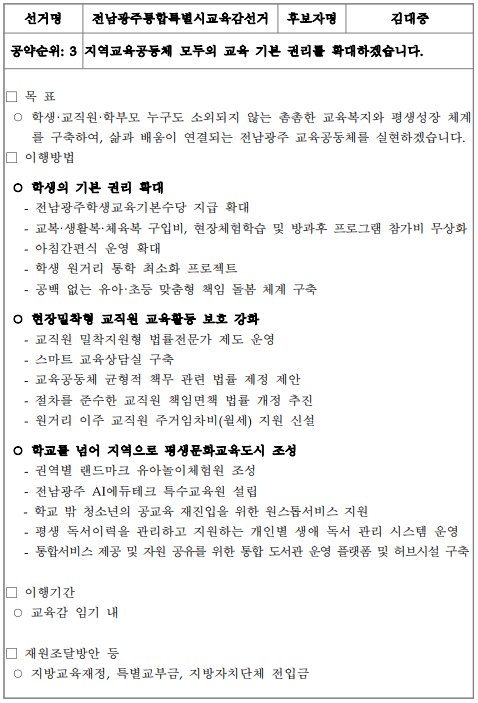 선거명 전남광주통합특별시교육감선거 후보자명 김대중
공약순위: 3 지역교육공동체 모두의 교육 기본 권리를 확대하겠습니다.
□ 목 표
○ 학생·교직원·학부모 누구도 소외되지 않는 촘촘한 교육복지와 평생성장 체계
를 구축하여, 삶과 배움이 연결되는 전남광주 교육공동체를 실현하겠습니다.
□ 이행방법
○ 학생의 기본 권리 확대
- 전남광주학생교육기본수당 지급 확대
- 교복·생활복·체육복 구입비, 현장체험학습 및 방과후 프로그램 참가비 무상화
- 아침간편식 운영 확대
- 학생 원거리 통학 최소화 프로젝트
- 공백 없는 유아·초등 맞춤형 책임 돌봄 체계 구축
○ 현장밀착형 교직원 교육활동 보호 강화
- 교직원 밀착지원형 법률전문가 제도 운영
- 스마트 교육상담실 구축
- 교육공동체 균형적 책무 관련 법률 제정 제안
- 절차를 준수한 교직원 책임면책 법률 개정 추진
- 원거리 이주 교직원 주거임차비(월세) 지원 신설
○ 학교를 넘어 지역으로 평생문화교육도시 조성
- 권역별 랜드마크 유아놀이체험원 조성
- 전남광주 AI에듀테크 특수교육원 설립
- 학교 밖 청소년의 공교육 재진입을 위한 원스톱서비스 지원
- 평생 독서이력을 관리하고 지원하는 개인별 생애 독서 관리 시스템 운영
- 통합서비스 제공 및 자원 공유를 위한 통합 도서관 운영 플랫폼 및 허브시설 구축
□ 이행기간
○ 교육감 임기 내
□ 재원조달방안 등
○ 지방교육재정, 특별교부금, 지방자치단체 전입금